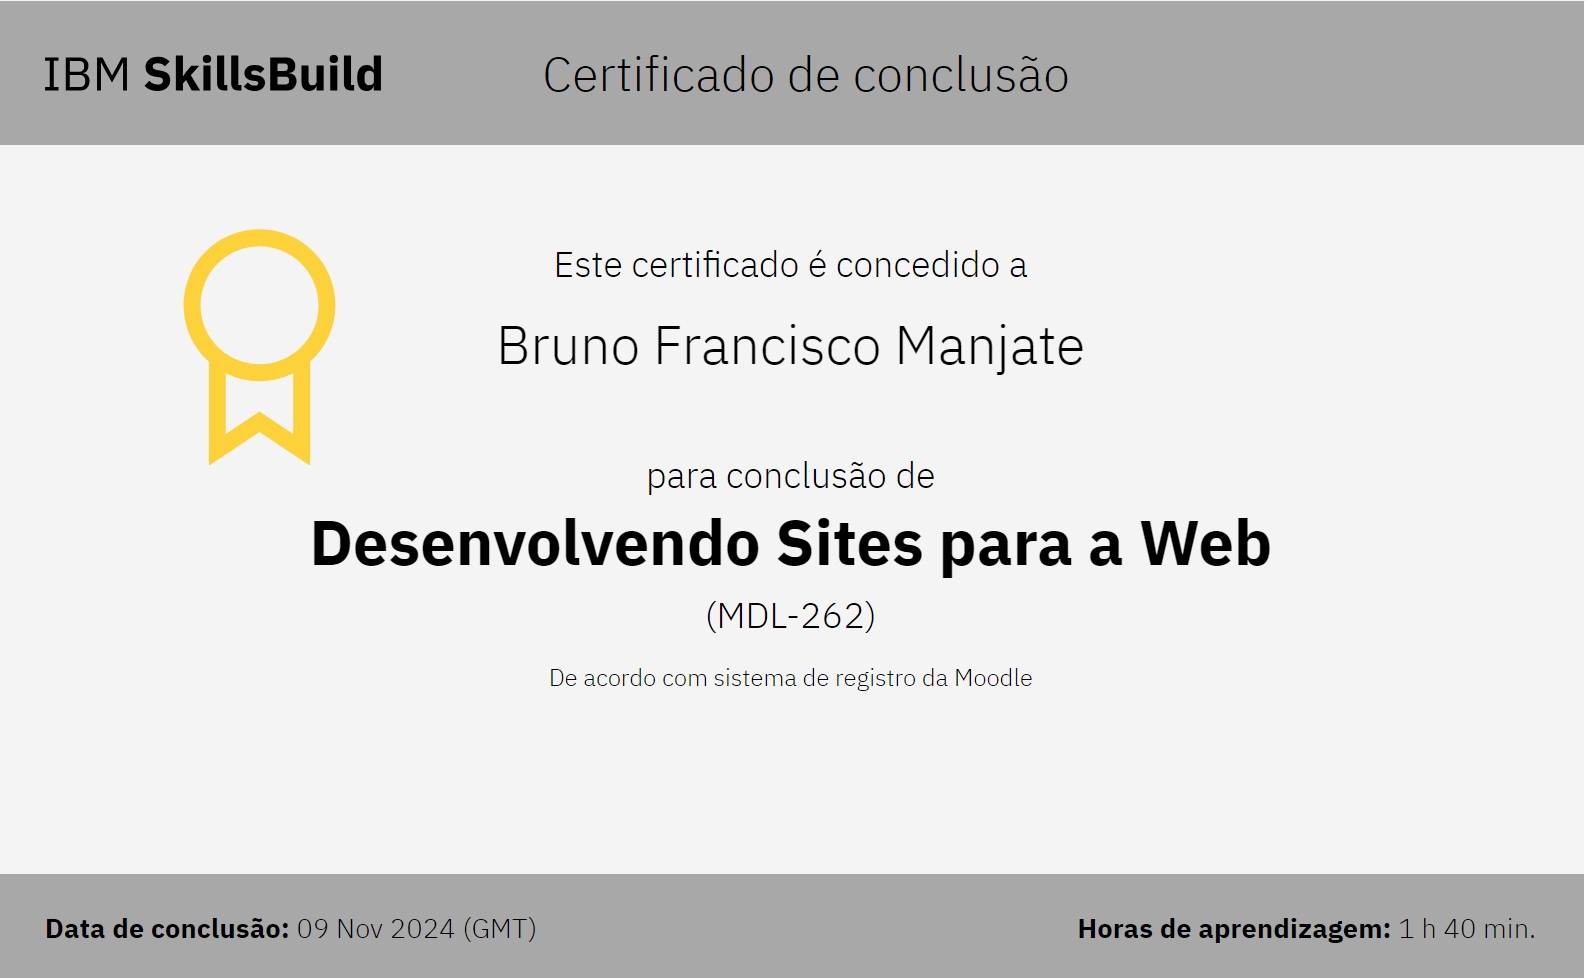 IBM SkillsBuild
Certificado de conclusão
Este certificado é concedido a
Bruno Francisco Manjate
para conclusão de
Desenvolvendo Sites para a Web
(MDL-262)
De acordo com sistema de registro da Moodle
Data de conclusão: 09 Nov 2024 (GMT)
Horas de aprendizagem: 1 h 40 min.